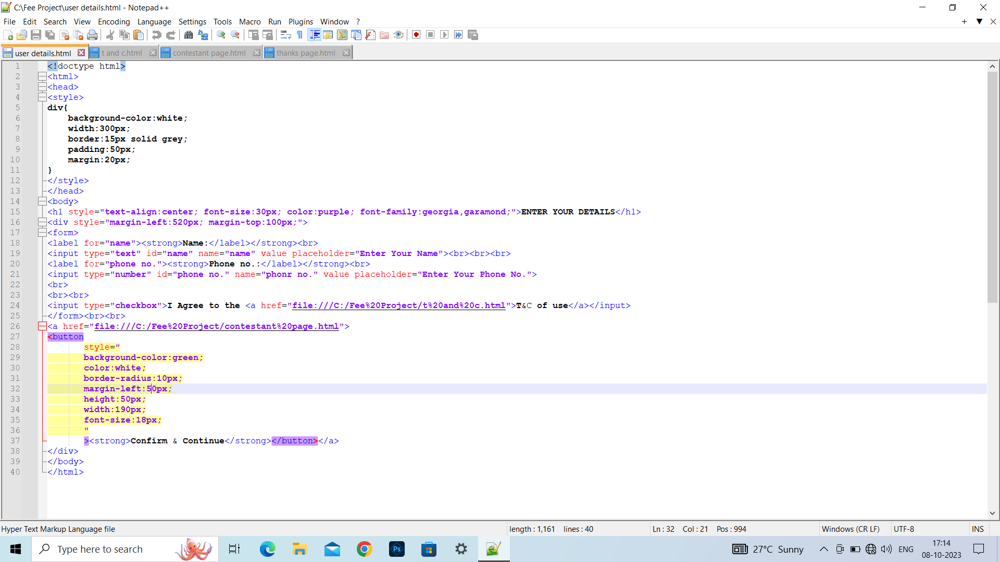 C:\Fee Project\user details.html - Notepad++
File Edit Search View Encoding Language Settings Tools Macro Run Plugins Window ?
user details.html t and c.html contestant page.html thanks page.html
1 <!doctype html>
2 <html>
3 <head>
4 <style>
5 div{
6 background-color:white;
7 width:300px;
8 border:15px solid grey;
9 padding:50px;
10 margin:20px;
11 }
12 </style>
13 </head>
14 <body>
15 <h1 style="text-align:center; font-size:30px; color:purple; font-family:georgia,garamond;">ENTER YOUR DETAILS</h1>
16 <div style="margin-left:520px; margin-top:100px;">
17 <form>
18 <label for="name"><strong>Name:</label></strong><br>
19 <input type="text" id="name" name="name" value placeholder="Enter Your Name"><br><br><br>
20 <label for="phone no."><strong>Phone no.:</label></strong><br>
21 <input type="number" id="phone no." name="phonr no." value placeholder="Enter Your Phone No.">
22 <br>
23 <br><br>
24 <input type="checkbox">I Agree to the <a href="file:///C:/Fee%20Project/t%20and%20c.html">T&C of use</a></input>
25 </form><br><br>
26 <a href="file:///C:/Fee%20Project/contestant%20page.html">
27 <button
28 style="
29 background-color:green;
30 color:white;
31 border-radius:10px;
32 margin-left:50px;
33 height:50px;
34 width:190px;
35 font-size:18px;
36 "
37 ><strong>Confirm & Continue</strong></button></a>
38 </div>
39 </body>
40 </html>
Hyper Text Markup Language file length : 1,161 lines : 40 Ln : 32 Col : 21 Pos : 994 Windows (CR LF) UTF-8 INS
Type here to search Ps 27°C Sunny ENG 17:14
08-10-2023